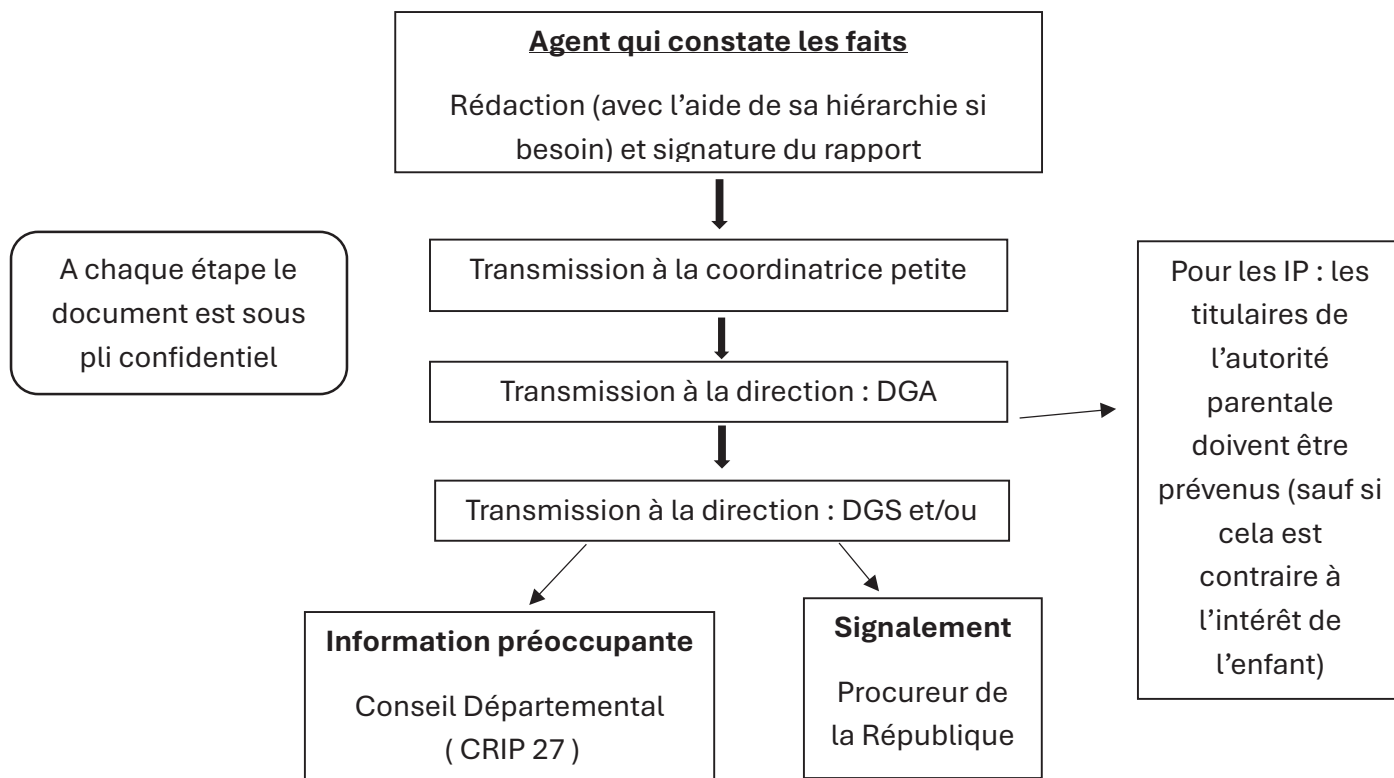 Agent qui constate les faits
Rédaction (avec l’aide de sa hiérarchie si
besoin) et signature du rapport
A chaque étape le
document est sous
pli confidentiel
Transmission à la coordinatrice petite
Transmission à la direction : DGA
Transmission à la direction : DGS et/ou
Pour les IP : les
titulaires de
l’autorité
parentale
doivent être
prévenus (sauf si
cela est
contraire à
l’intérêt de
l’enfant)
Information préoccupante
Conseil Départemental
( CRIP 27 )
Signalement
Procureur de
la République